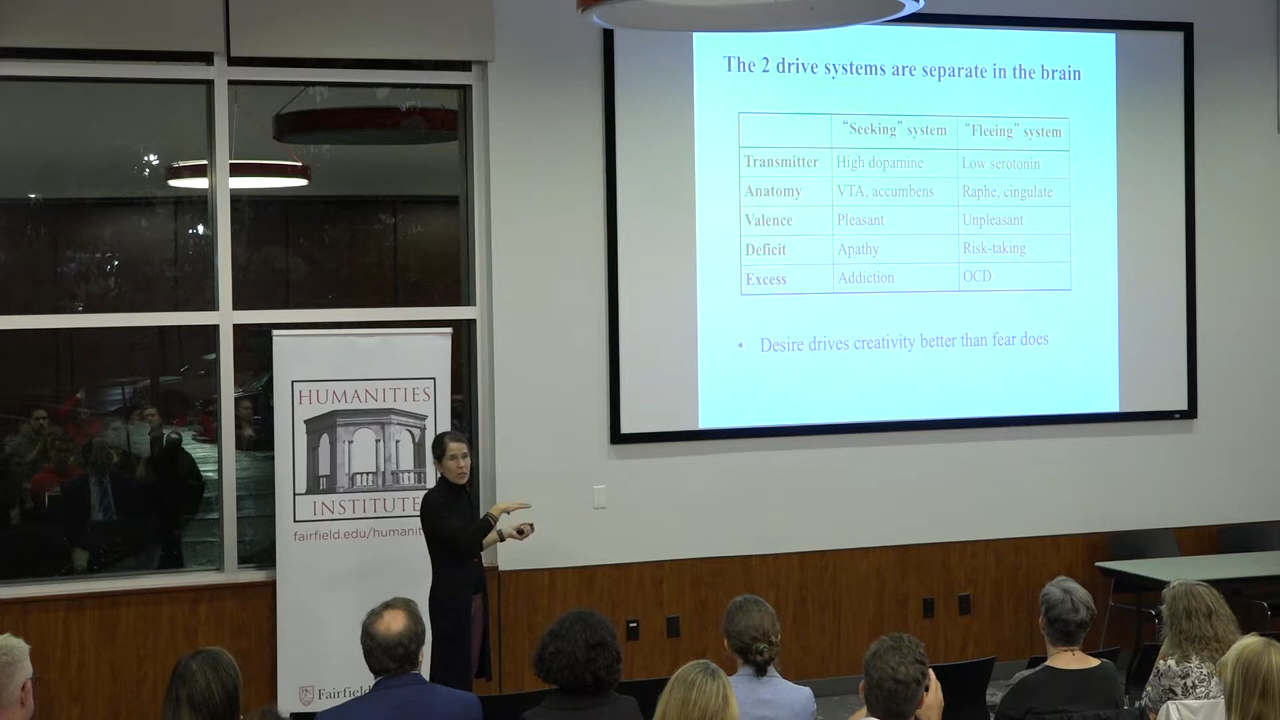 The 2 drive systems are separate in the brain
"Seeking" system "Fleeing" system
Transmitter High dopamine Low serotonin
Anatomy VTA, accumbens Raphe, cingulate
Valence Pleasant Unpleasant
Deficit Apathy Risk-taking
Excess Addiction OCD
• Desire drives creativity better than fear does
HUMANITIES
INSTITUTE
fairfield.edu/humanit
Fairfield